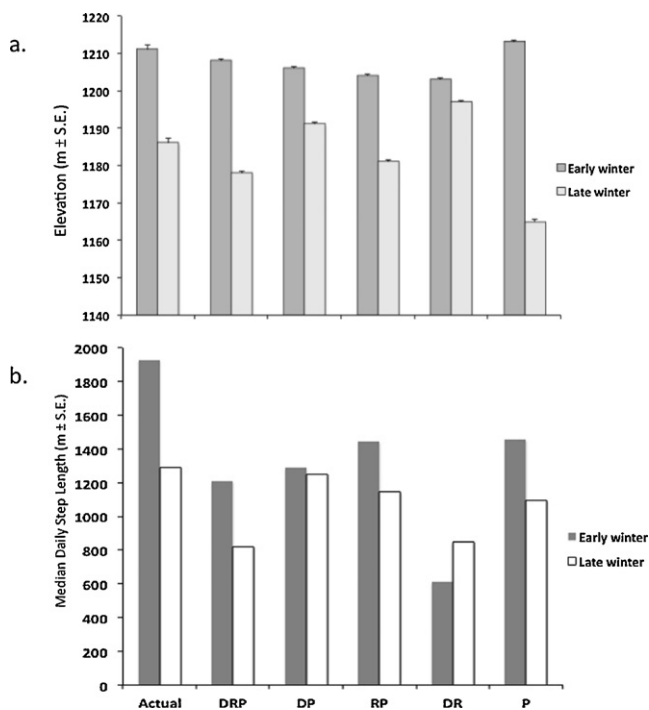 a.
Elevation (m ± S.E.)
1220
1210
1200
1190
1180
1170
1160
1150
1140
Early winter
Late winter
b.
Median Daily Step Length (m ± S.E.)
2000
1800
1600
1400
1200
1000
800
600
400
200
0
Early winter
Late winter
Actual DRP DP RP DR P